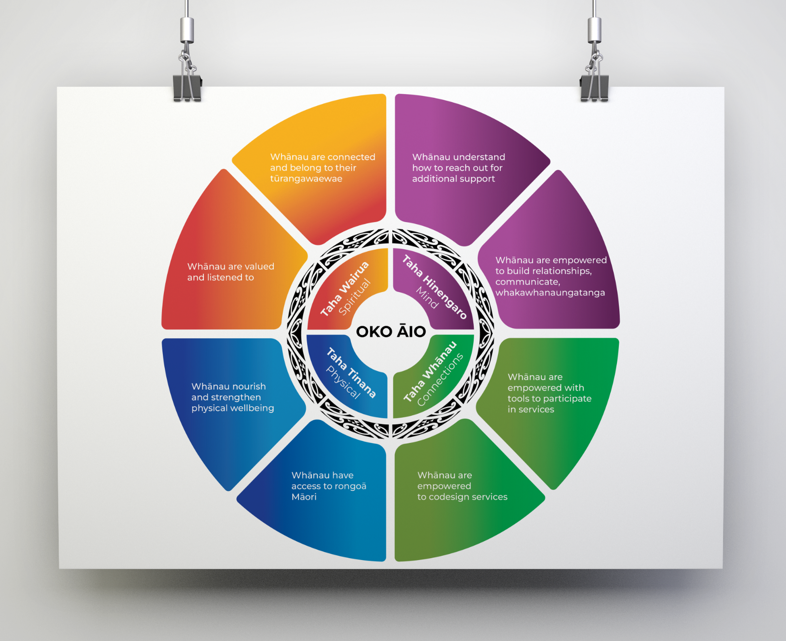 Whānau are connected
and belong to their
tūrangawaewae
Whānau understand
how to reach out for
additional support
Whānau are valued
and listened to
Whānau are empowered
to build relationships,
communicate,
whakawhanaungatanga
Taha Wairua
Spiritual
Taha Hinengaro
Mind
OKO ĀIO
Taha Tinana
Physical
Taha Whānau
Connections
Whānau nourish
and strengthen
physical wellbeing
Whānau are
empowered with
tools to participate
in services
Whānau have
access to rongoā
Māori
Whānau are
empowered
to codesign services